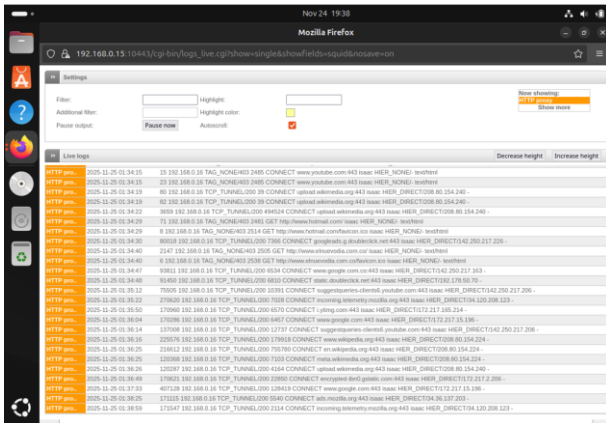 Nov 24 19:38
Mozilla Firefox
192.168.0.15:10443/cgi-bin/logs_live.cgi?show=single&showfields=squid&nosave=on
Settings
Filter:
Highlight:
Now showing:
HTTP proxy
Show more
Additional filter:
Highlight color:
Pause output:
Pause now
Autoscroll:
Live logs
Decrease height
Increase height
HTTP pro.. 2025-11-25 01:34:15 15 192.168.0.16 TAG_NONE/403 2485 CONNECT www.youtube.com:443 isaac HIER_NONE/- text/html
HTTP pro.. 2025-11-25 01:34:15 23 192.168.0.16 TAG_NONE/403 2485 CONNECT www.youtube.com:443 isaac HIER_NONE/- text/html
HTTP pro.. 2025-11-25 01:34:19 80 192.168.0.16 TCP_TUNNEL/200 39 CONNECT upload.wikimedia.org:443 isaac HIER_DIRECT/208.80.154.240 -
HTTP pro.. 2025-11-25 01:34:19 82 192.168.0.16 TCP_TUNNEL/200 39 CONNECT upload.wikimedia.org:443 isaac HIER_DIRECT/208.80.154.240 -
HTTP pro.. 2025-11-25 01:34:22 3659 192.168.0.16 TCP_TUNNEL/200 494524 CONNECT upload.wikimedia.org:443 isaac HIER_DIRECT/208.80.154.240 -
HTTP pro.. 2025-11-25 01:34:29 71 192.168.0.16 TAG_NONE/403 2481 GET http://www.hotmail.com/ isaac HIER_NONE/- text/html
HTTP pro.. 2025-11-25 01:34:29 8 192.168.0.16 TAG_NONE/403 2514 GET http://www.hotmail.com/favicon.ico isaac HIER_NONE/- text/html
HTTP pro.. 2025-11-25 01:34:30 80018 192.168.0.16 TCP_TUNNEL/200 7366 CONNECT googleads.g.doubleclick.net:443 isaac HIER_DIRECT/142.250.217.226 -
HTTP pro.. 2025-11-25 01:34:40 2147 192.168.0.16 TAG_NONE/403 2505 GET isaac HIER_NONE/- text/html
HTTP pro.. 2025-11-25 01:34:40 6 192.168.0.16 TAG_NONE/403 2538 GET isaac HIER_NONE/- text/html
HTTP pro.. 2025-11-25 01:34:47 93811 192.168.0.16 TCP_TUNNEL/200 6534 CONNECT www.google.com.co:443 isaac HIER_DIRECT/142.250.217.163 -
HTTP pro.. 2025-11-25 01:34:48 91450 192.168.0.16 TCP_TUNNEL/200 6810 CONNECT static.doubleclick.net:443 isaac HIER_DIRECT/192.178.50.70 -
HTTP pro.. 2025-11-25 01:35:12 75505 192.168.0.16 TCP_TUNNEL/200 10391 CONNECT suggestqueries-clients6.youtube.com:443 isaac HIER_DIRECT/142.250.217.206 -
HTTP pro.. 2025-11-25 01:35:22 270620 192.168.0.16 TCP_TUNNEL/200 7028 CONNECT incoming.telemetry.mozilla.org:443 isaac HIER_DIRECT/34.120.208.123 -
HTTP pro.. 2025-11-25 01:35:50 170960 192.168.0.16 TCP_TUNNEL/200 6570 CONNECT i.ytimg.com:443 isaac HIER_DIRECT/172.217.165.214 -
HTTP pro.. 2025-11-25 01:36:04 170286 192.168.0.16 TCP_TUNNEL/200 6457 CONNECT www.google.com:443 isaac HIER_DIRECT/172.217.15.196 -
HTTP pro.. 2025-11-25 01:36:14 137008 192.168.0.16 TCP_TUNNEL/200 12737 CONNECT suggestqueries-clients6.youtube.com:443 isaac HIER_DIRECT/142.250.217.206 -
HTTP pro.. 2025-11-25 01:36:16 225576 192.168.0.16 TCP_TUNNEL/200 179918 CONNECT www.wikipedia.org:443 isaac HIER_DIRECT/208.80.154.224 -
HTTP pro.. 2025-11-25 01:36:25 216612 192.168.0.16 TCP_TUNNEL/200 755780 CONNECT en.wikipedia.org:443 isaac HIER_DIRECT/208.80.154.224 -
HTTP pro.. 2025-11-25 01:36:25 120368 192.168.0.16 TCP_TUNNEL/200 7103 CONNECT meta.wikimedia.org:443 isaac HIER_DIRECT/208.80.154.224 -
HTTP pro.. 2025-11-25 01:36:26 120287 192.168.0.16 TCP_TUNNEL/200 4164 CONNECT upload.wikimedia.org:443 isaac HIER_DIRECT/208.80.154.240 -
HTTP pro.. 2025-11-25 01:36:49 170621 192.168.0.16 TCP_TUNNEL/200 22850 CONNECT encrypted-tbn0.gstatic.com:443 isaac HIER_DIRECT/172.217.2.206 -
HTTP pro.. 2025-11-25 01:37:33 407128 192.168.0.16 TCP_TUNNEL/200 128419 CONNECT www.google.com:443 isaac HIER_DIRECT/172.217.15.196 -
HTTP pro.. 2025-11-25 01:38:25 171115 192.168.0.16 TCP_TUNNEL/200 5540 CONNECT ads.mozilla.org:443 isaac HIER_DIRECT/34.36.137.203 -
HTTP pro.. 2025-11-25 01:38:59 171547 192.168.0.16 TCP_TUNNEL/200 2114 CONNECT incoming.telemetry.mozilla.org:443 isaac HIER_DIRECT/34.120.208.123 -